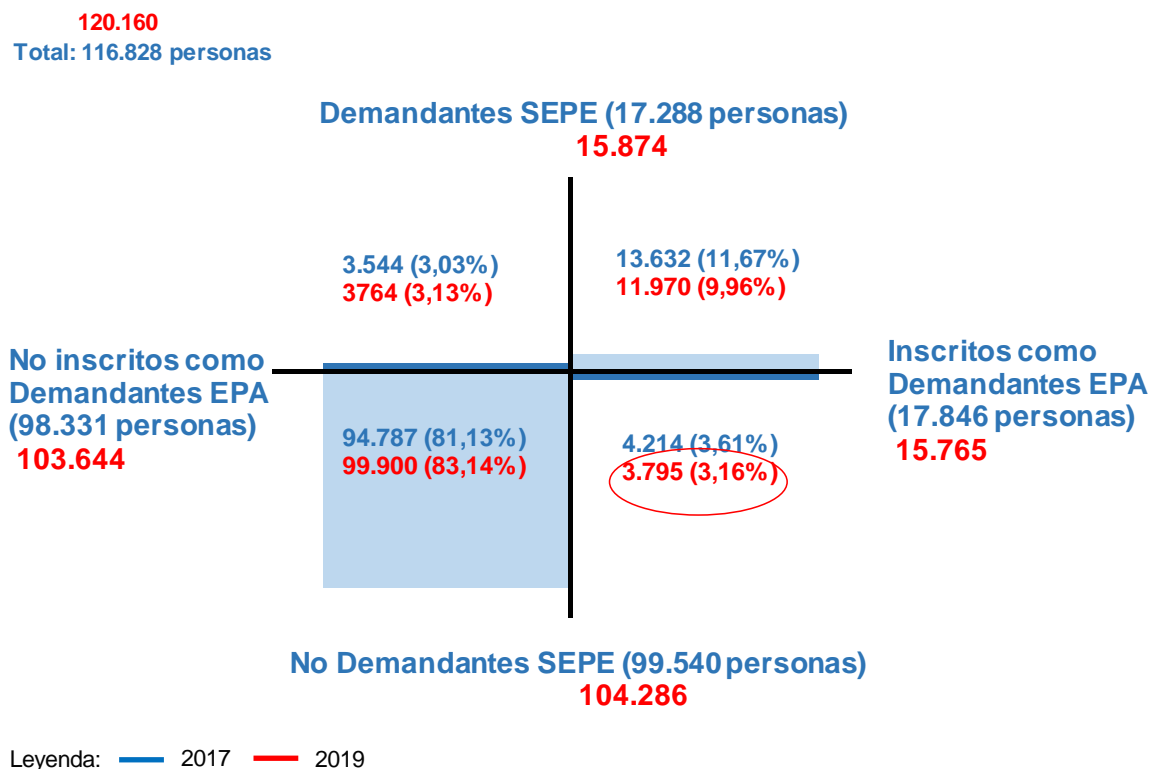 120.160
Total: 116.828 personas
Demandantes SEPE (17.288 personas)
15.874
3.544 (3,03%)
3764 (3,13%)
13.632 (11,67%)
11.970 (9,96%)
No inscritos como
Demandantes EPA
(98.331 personas)
103.644
Inscritos como
Demandantes EPA
(17.846 personas)
15.765
94.787 (81,13%)
99.900 (83,14%)
4.214 (3,61%)
3.795 (3,16%)
No Demandantes SEPE (99.540 personas)
104.286
Leyenda: 2017 2019